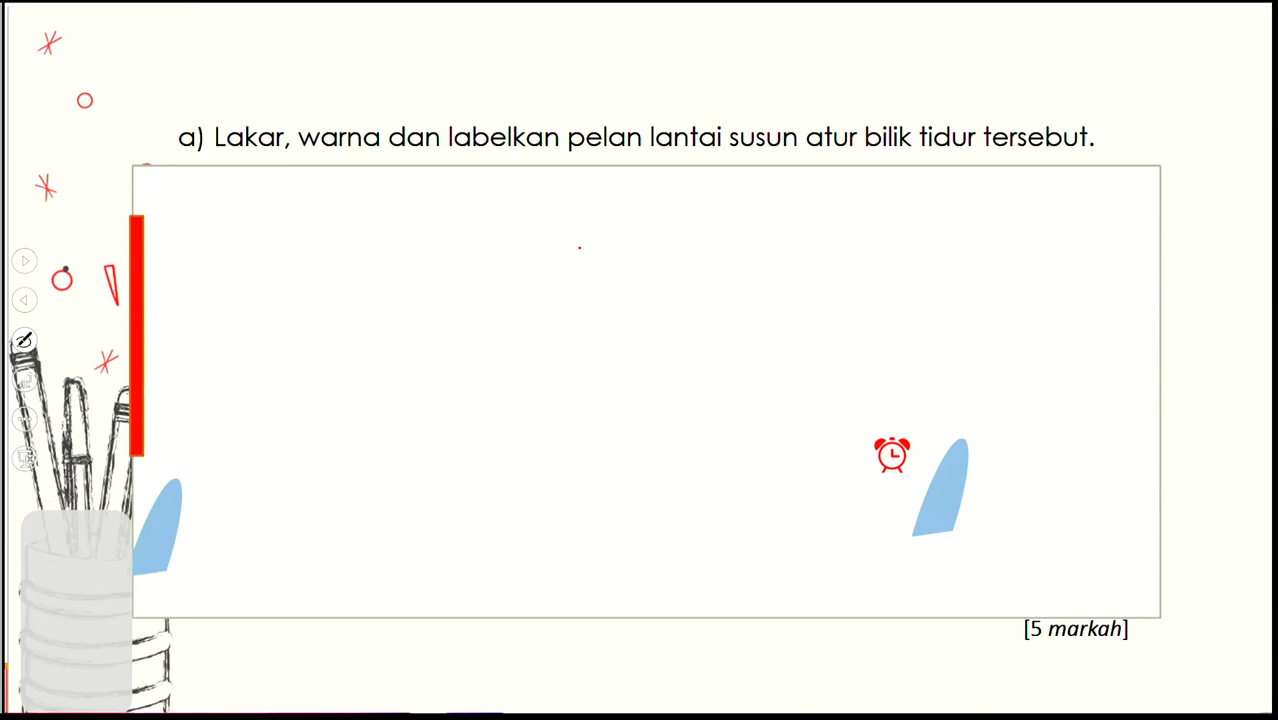 a) Lakar, warna dan labelkan pelan lantai susun atur bilik tidur tersebut.
[5 markah]